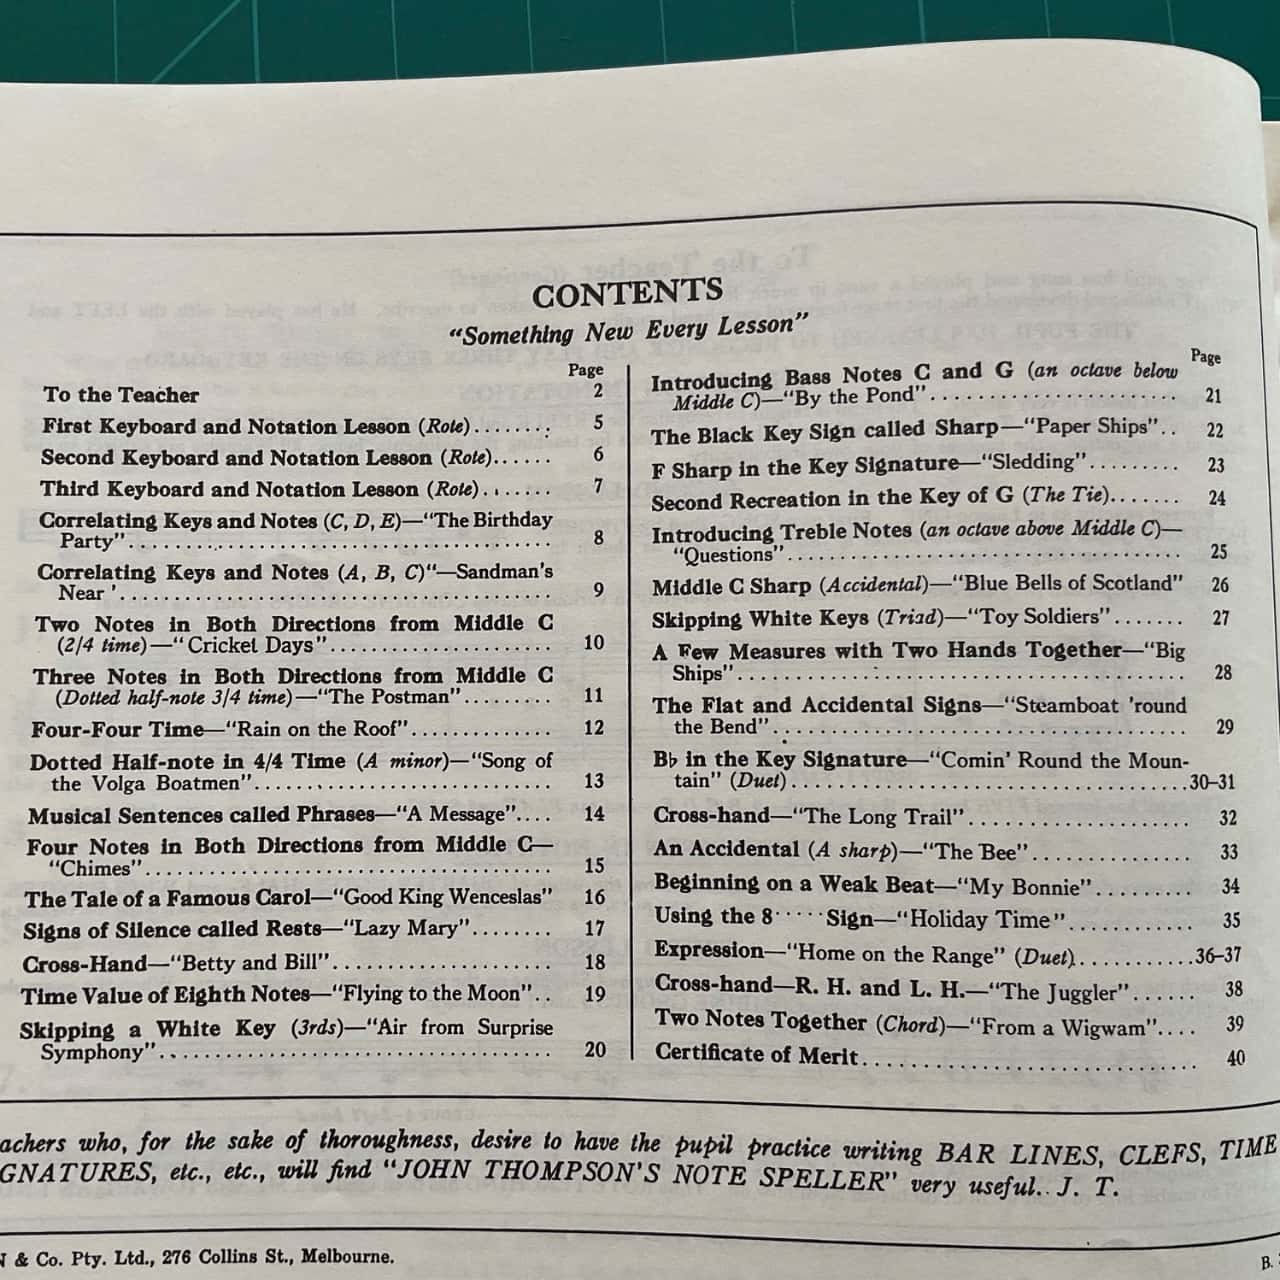 CONTENTS
"Something New Every Lesson"
Page
To the Teacher 2
First Keyboard and Notation Lesson (Rote)........ 5
Second Keyboard and Notation Lesson (Rote)...... 6
Third Keyboard and Notation Lesson (Rote)....... 7
Correlating Keys and Notes (C, D, E)—"The Birthday
Party"........................................ 8
Correlating Keys and Notes (A, B, C)"—Sandman's
Near '........................................ 9
Two Notes in Both Directions from Middle C
(2/4 time)—"Cricket Days"..................... 10
Three Notes in Both Directions from Middle C
(Dotted half-note 3/4 time)—"The Postman"......... 11
Four-Four Time—"Rain on the Roof".............. 12
Dotted Half-note in 4/4 Time (A minor)—"Song of
the Volga Boatmen"............................ 13
Musical Sentences called Phrases—"A Message".... 14
Four Notes in Both Directions from Middle C—
"Chimes"...................................... 15
The Tale of a Famous Carol—"Good King Wenceslas" 16
Signs of Silence called Rests—"Lazy Mary"........ 17
Cross-Hand—"Betty and Bill"..................... 18
Time Value of Eighth Notes—"Flying to the Moon".. 19
Skipping a White Key (3rds)—"Air from Surprise
Symphony"..................................... 20
Page
Introducing Bass Notes C and G (an octave below
Middle C)—"By the Pond"........................ 21
The Black Key Sign called Sharp—"Paper Ships".. 22
F Sharp in the Key Signature—"Sledding"......... 23
Second Recreation in the Key of G (The Tie)....... 24
Introducing Treble Notes (an octave above Middle C)—
"Questions"..................................... 25
Middle C Sharp (Accidental)—"Blue Bells of Scotland" 26
Skipping White Keys (Triad)—"Toy Soldiers"....... 27
A Few Measures with Two Hands Together—"Big
Ships".......................................... 28
The Flat and Accidental Signs—"Steamboat 'round
the Bend"....................................... 29
B♭ in the Key Signature—"Comin' Round the Moun-
tain" (Duet).....................................30–31
Cross-hand—"The Long Trail"..................... 32
An Accidental (A sharp)—"The Bee"............... 33
Beginning on a Weak Beat—"My Bonnie"......... 34
Using the 8····· Sign—"Holiday Time"............ 35
Expression—"Home on the Range" (Duet)...........36–37
Cross-hand—R. H. and L. H.—"The Juggler"...... 38
Two Notes Together (Chord)—"From a Wigwam".... 39
Certificate of Merit............................. 40
achers who, for the sake of thoroughness, desire to have the pupil practice writing BAR LINES, CLEFS, TIME
GNATURES, etc., etc., will find "JOHN THOMPSON'S NOTE SPELLER" very useful. J. T.
N & Co. Pty. Ltd., 276 Collins St., Melbourne.
B.